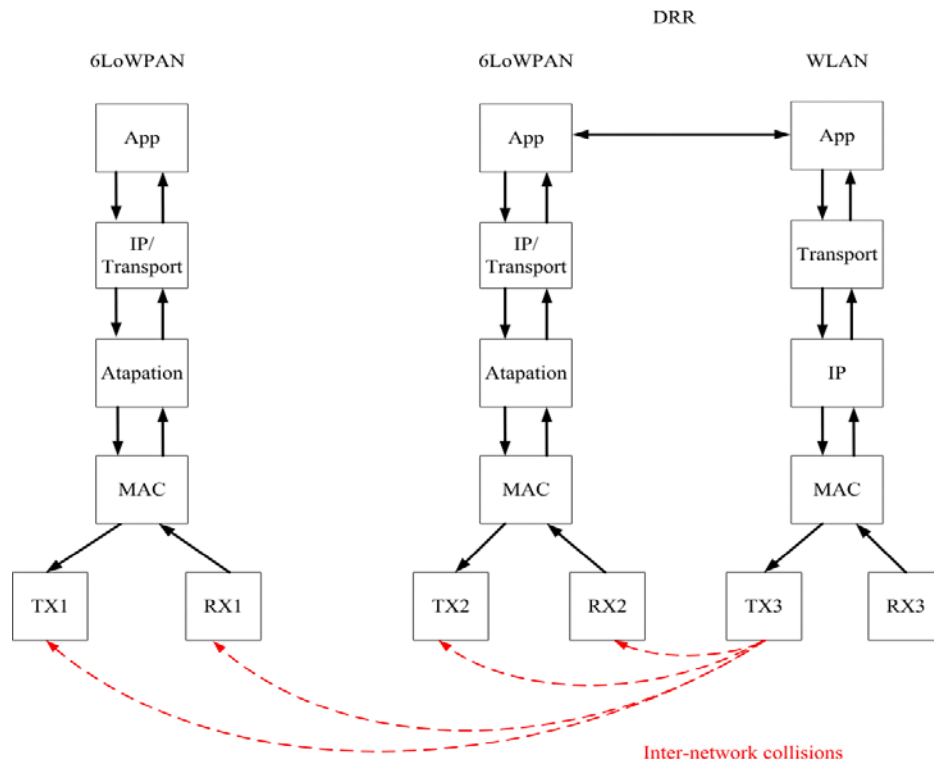 DRR
6LoWPAN
6LoWPAN
WLAN
App
App
App
IP/
Transport
IP/
Transport
Transport
Atapation
Atapation
IP
MAC
MAC
MAC
TX1
RX1
TX2
RX2
TX3
RX3
Inter-network collisions